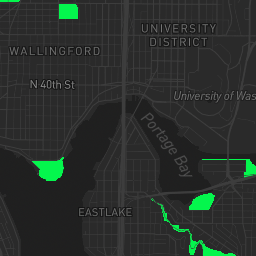 UNIVERSITY
DISTRICT
WALLINGFORD
N 40th St
University of Was
Portage Bay
EASTLAKE